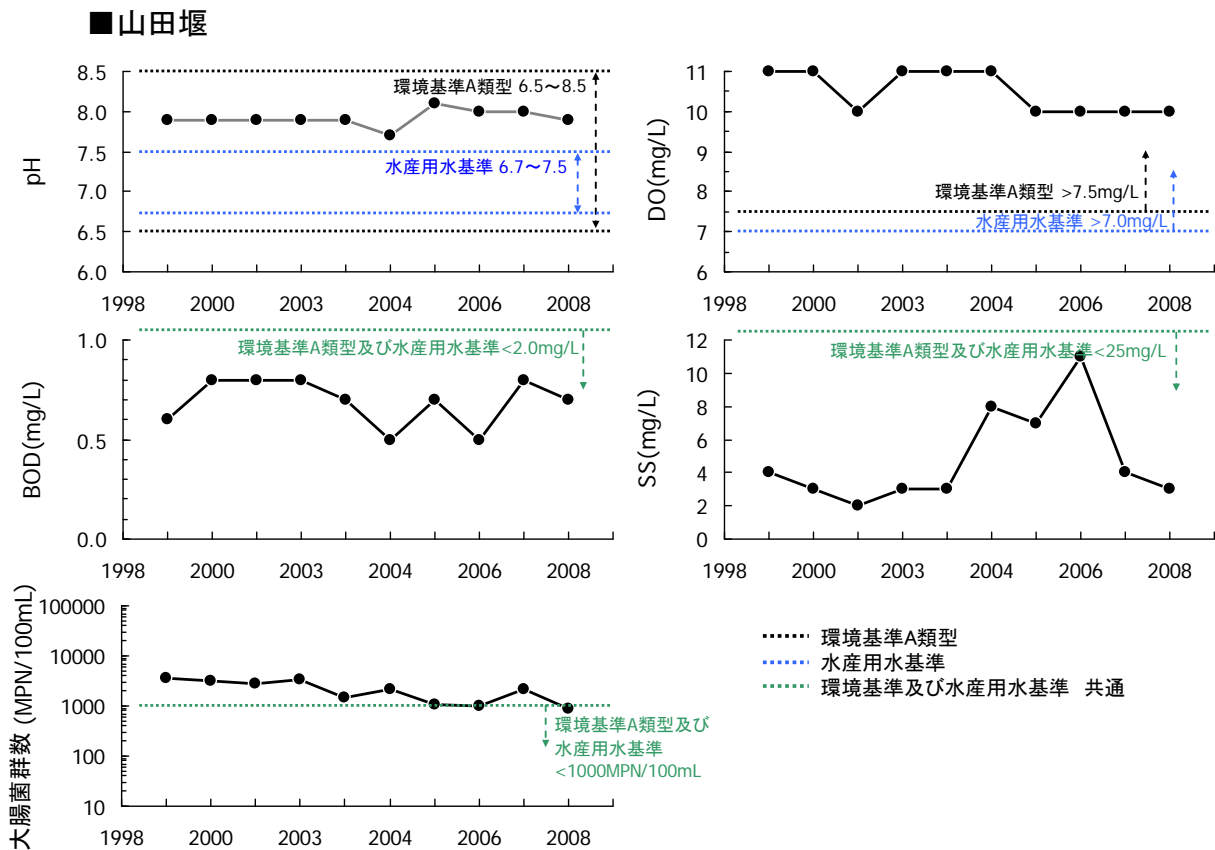 ■山田堰
pH
8.5
8.0
7.5
7.0
6.5
6.0
環境基準A類型 6.5～8.5
水産用水基準 6.7～7.5
1998 2000 2003 2004 2006 2008
DO(mg/L)
11
10
9
8
7
6
環境基準A類型 >7.5mg/L
水産用水基準 >7.0mg/L
1998 2000 2003 2004 2006 2008
BOD(mg/L)
1.0
0.5
0.0
環境基準A類型及び水産用水基準<2.0mg/L
1998 2000 2003 2004 2006 2008
SS(mg/L)
12
10
8
6
4
2
0
環境基準A類型及び水産用水基準<25mg/L
1998 2000 2003 2004 2006 2008
大腸菌群数 (MPN/100mL)
100000
10000
1000
100
10
環境基準A類型及び
水産用水基準
<1000MPN/100mL
1998 2000 2003 2004 2006 2008
環境基準A類型
水産用水基準
環境基準及び水産用水基準 共通